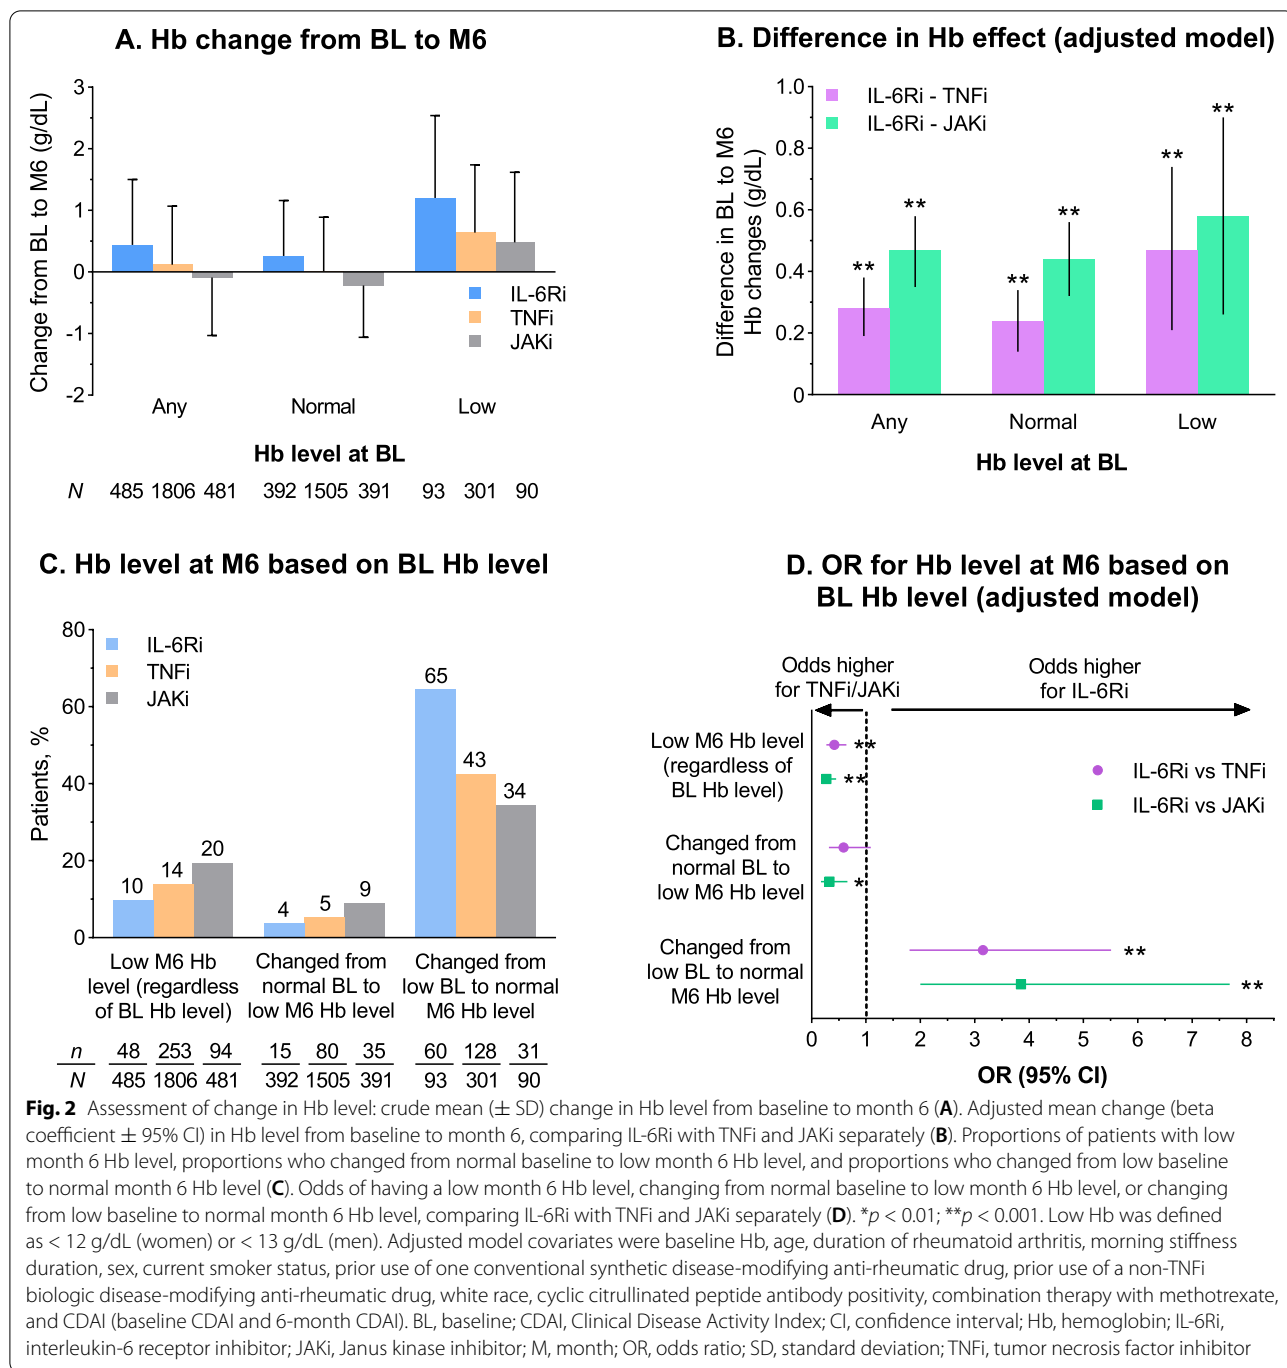 A. Hb change from BL to M6
Change from BL to M6 (g/dL)
3
2
1
0
-1
-2
IL-6Ri
TNFi
JAKi
Any Normal Low
Hb level at BL
N 485 1806 481 392 1505 391 93 301 90
B. Difference in Hb effect (adjusted model)
Difference in BL to M6
Hb changes (g/dL)
1.0
0.8
0.6
0.4
0.2
0
IL-6Ri - TNFi
IL-6Ri - JAKi
** ** ** ** ** **
Any Normal Low
Hb level at BL
C. Hb level at M6 based on BL Hb level
Patients, %
80
60
40
20
0
IL-6Ri
TNFi
JAKi
10 14 20 4 5 9 65 43 34
Low M6 Hb
level (regardless
of BL Hb level)
Changed from
normal BL to
low M6 Hb level
Changed from
low BL to normal
M6 Hb level
n 48 253 94 15 80 35 60 128 31
N 485 1806 481 392 1505 391 93 301 90
D. OR for Hb level at M6 based on
BL Hb level (adjusted model)
Odds higher
for TNFi/JAKi
Odds higher
for IL-6Ri
Low M6 Hb level
(regardless of
BL Hb level)
**
**
IL-6Ri vs TNFi
IL-6Ri vs JAKi
Changed from
normal BL to
low M6 Hb level
*
Changed from
low BL to normal
M6 Hb level
**
**
0 1 2 3 4 5 6 7 8
OR (95% CI)
Fig. 2 Assessment of change in Hb level: crude mean (± SD) change in Hb level from baseline to month 6 (A). Adjusted mean change (beta
coefficient ± 95% CI) in Hb level from baseline to month 6, comparing IL-6Ri with TNFi and JAKi separately (B). Proportions of patients with low
month 6 Hb level, proportions who changed from normal baseline to low month 6 Hb level, and proportions who changed from low baseline
to normal month 6 Hb level (C). Odds of having a low month 6 Hb level, changing from normal baseline to low month 6 Hb level, or changing
from low baseline to normal month 6 Hb level, comparing IL-6Ri with TNFi and JAKi separately (D). *p < 0.01; **p < 0.001. Low Hb was defined
as < 12 g/dL (women) or < 13 g/dL (men). Adjusted model covariates were baseline Hb, age, duration of rheumatoid arthritis, morning stiffness
duration, sex, current smoker status, prior use of one conventional synthetic disease-modifying anti-rheumatic drug, prior use of a non-TNFi
biologic disease-modifying anti-rheumatic drug, white race, cyclic citrullinated peptide antibody positivity, combination therapy with methotrexate,
and CDAI (baseline CDAI and 6-month CDAI). BL, baseline; CDAI, Clinical Disease Activity Index; CI, confidence interval; Hb, hemoglobin; IL-6Ri,
interleukin-6 receptor inhibitor; JAKi, Janus kinase inhibitor; M, month; OR, odds ratio; SD, standard deviation; TNFi, tumor necrosis factor inhibitor